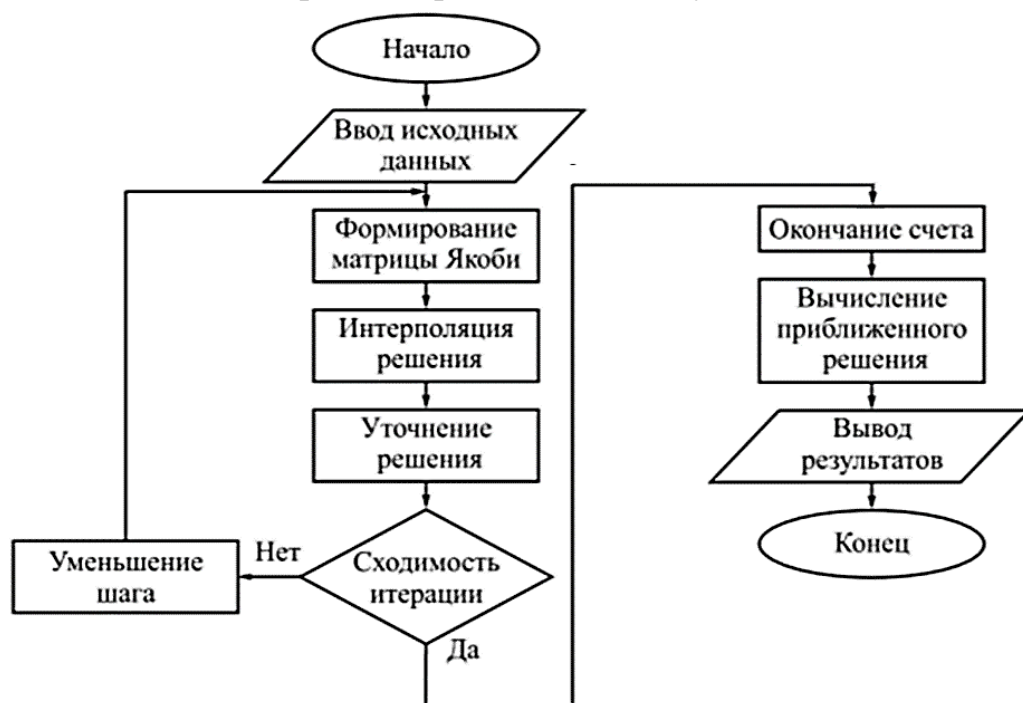 Начало
Ввод исходных
данных
Формирование
матрицы Якоби
Интерполяция
решения
Уточнение
решения
Сходимость
итерации
Нет
Уменьшение
шага
Да
Окончание счета
Вычисление
приближенного
решения
Вывод
результатов
Конец